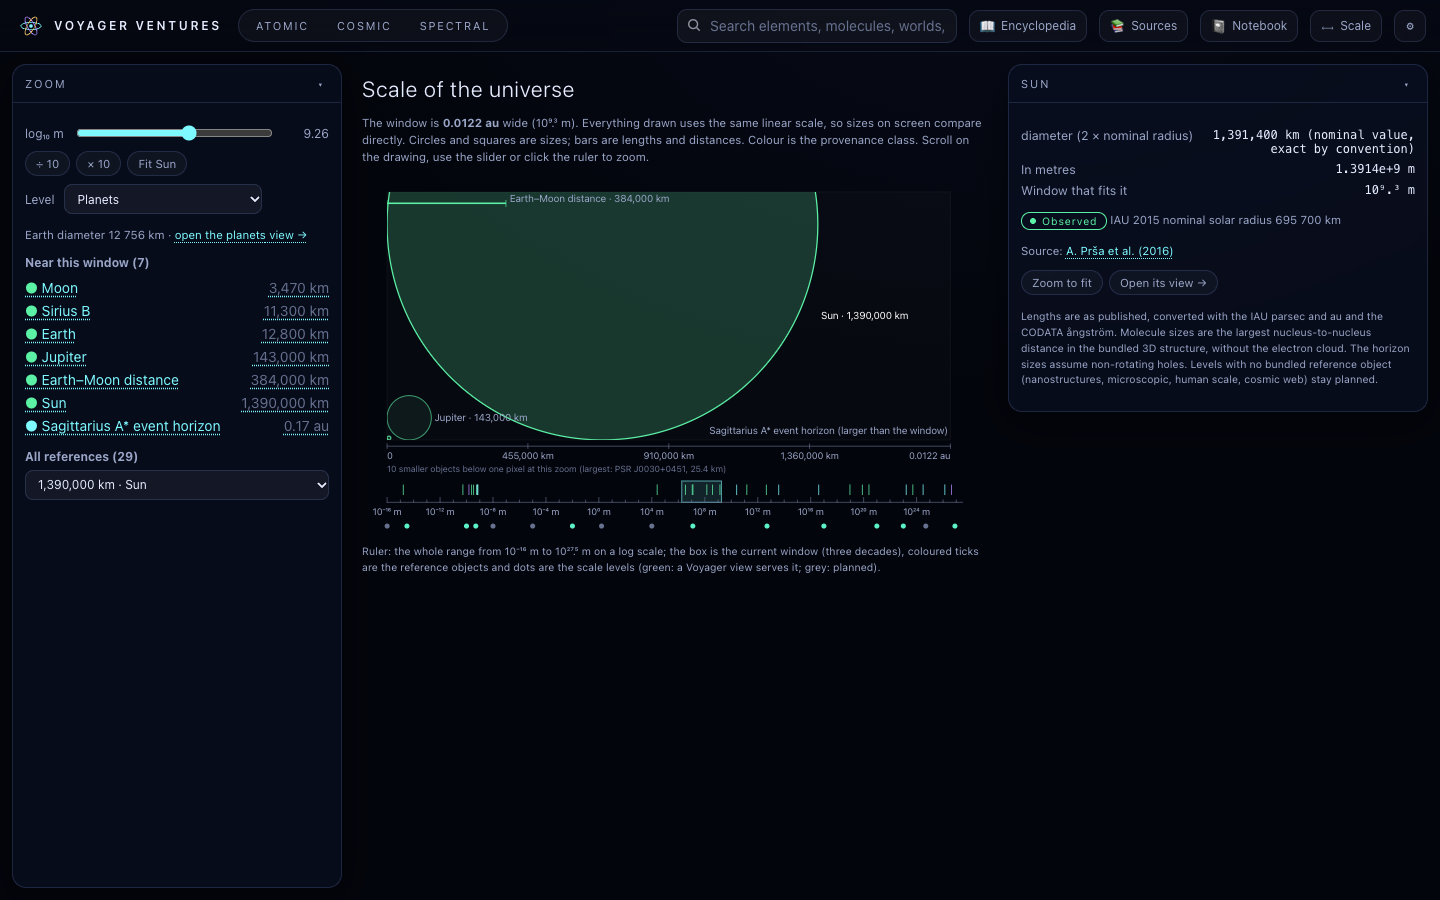 VOYAGER VENTURES
ATOMIC COSMIC SPECTRAL
Search elements, molecules, worlds,
Encyclopedia
Sources
Notebook
Scale
ZOOM
log₁₀ m 9.26
÷ 10 × 10 Fit Sun
Level Planets
Earth diameter 12 756 km · open the planets view →
Near this window (7)
Moon 3,470 km
Sirius B 11,300 km
Earth 12,800 km
Jupiter 143,000 km
Earth–Moon distance 384,000 km
Sun 1,390,000 km
Sagittarius A* event horizon 0.17 au
All references (29)
1,390,000 km · Sun
Scale of the universe
The window is 0.0122 au wide (10⁹·³ m). Everything drawn uses the same linear scale, so sizes on screen compare
directly. Circles and squares are sizes; bars are lengths and distances. Colour is the provenance class. Scroll on
the drawing, use the slider or click the ruler to zoom.
Earth–Moon distance · 384,000 km
Sun · 1,390,000 km
Jupiter · 143,000 km
Sagittarius A* event horizon (larger than the window)
0 455,000 km 910,000 km 1,360,000 km 0.0122 au
10 smaller objects below one pixel at this zoom (largest: PSR J0030+0451, 25.4 km)
10⁻¹⁶ m 10⁻¹² m 10⁻⁸ m 10⁻⁴ m 10⁰ m 10⁴ m 10⁸ m 10¹² m 10¹⁶ m 10²⁰ m 10²⁴ m
Ruler: the whole range from 10⁻¹⁶ m to 10²⁷·⁵ m on a log scale; the box is the current window (three decades), coloured ticks
are the reference objects and dots are the scale levels (green: a Voyager view serves it; grey: planned).
SUN
diameter (2 × nominal radius) 1,391,400 km (nominal value,
exact by convention)
In metres 1.3914e+9 m
Window that fits it 10⁹·³ m
Observed IAU 2015 nominal solar radius 695 700 km
Source: A. Prša et al. (2016)
Zoom to fit Open its view →
Lengths are as published, converted with the IAU parsec and au and the
CODATA ångström. Molecule sizes are the largest nucleus-to-nucleus
distance in the bundled 3D structure, without the electron cloud. The horizon
sizes assume non-rotating holes. Levels with no bundled reference object
(nanostructures, microscopic, human scale, cosmic web) stay planned.